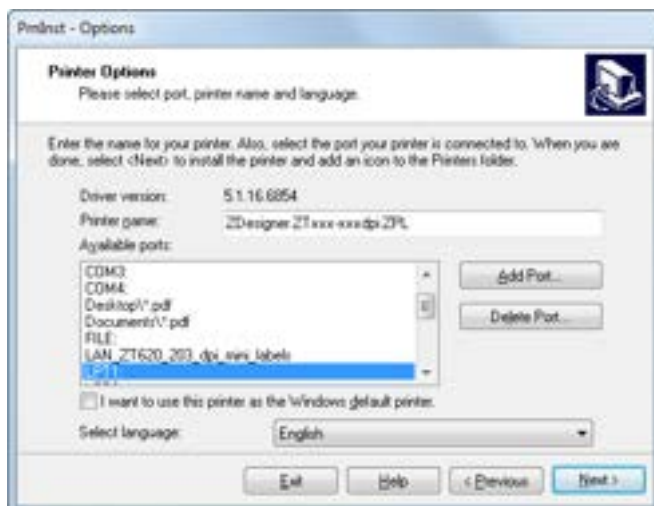 PrnInst - Options
Printer Options
Please select port, printer name and language.
Enter the name for your printer. Also, select the port your printer is connected to. When you are
done, select <Next> to install the printer and add an icon to the Printers folder.
Driver version: 5.1.16.6854
Printer name: ZDesigner ZTxxx-xxxdpi ZPL
Available ports:
COM3:
COM4:
Desktop\*.pdf
Documents\*.pdf
FILE:
LAN_ZT620_203_dpi_mini_labels
LPT1:
Add Port...
Delete Port...
I want to use this printer as the Windows default printer.
Select language: English
Exit Help < Previous Next >